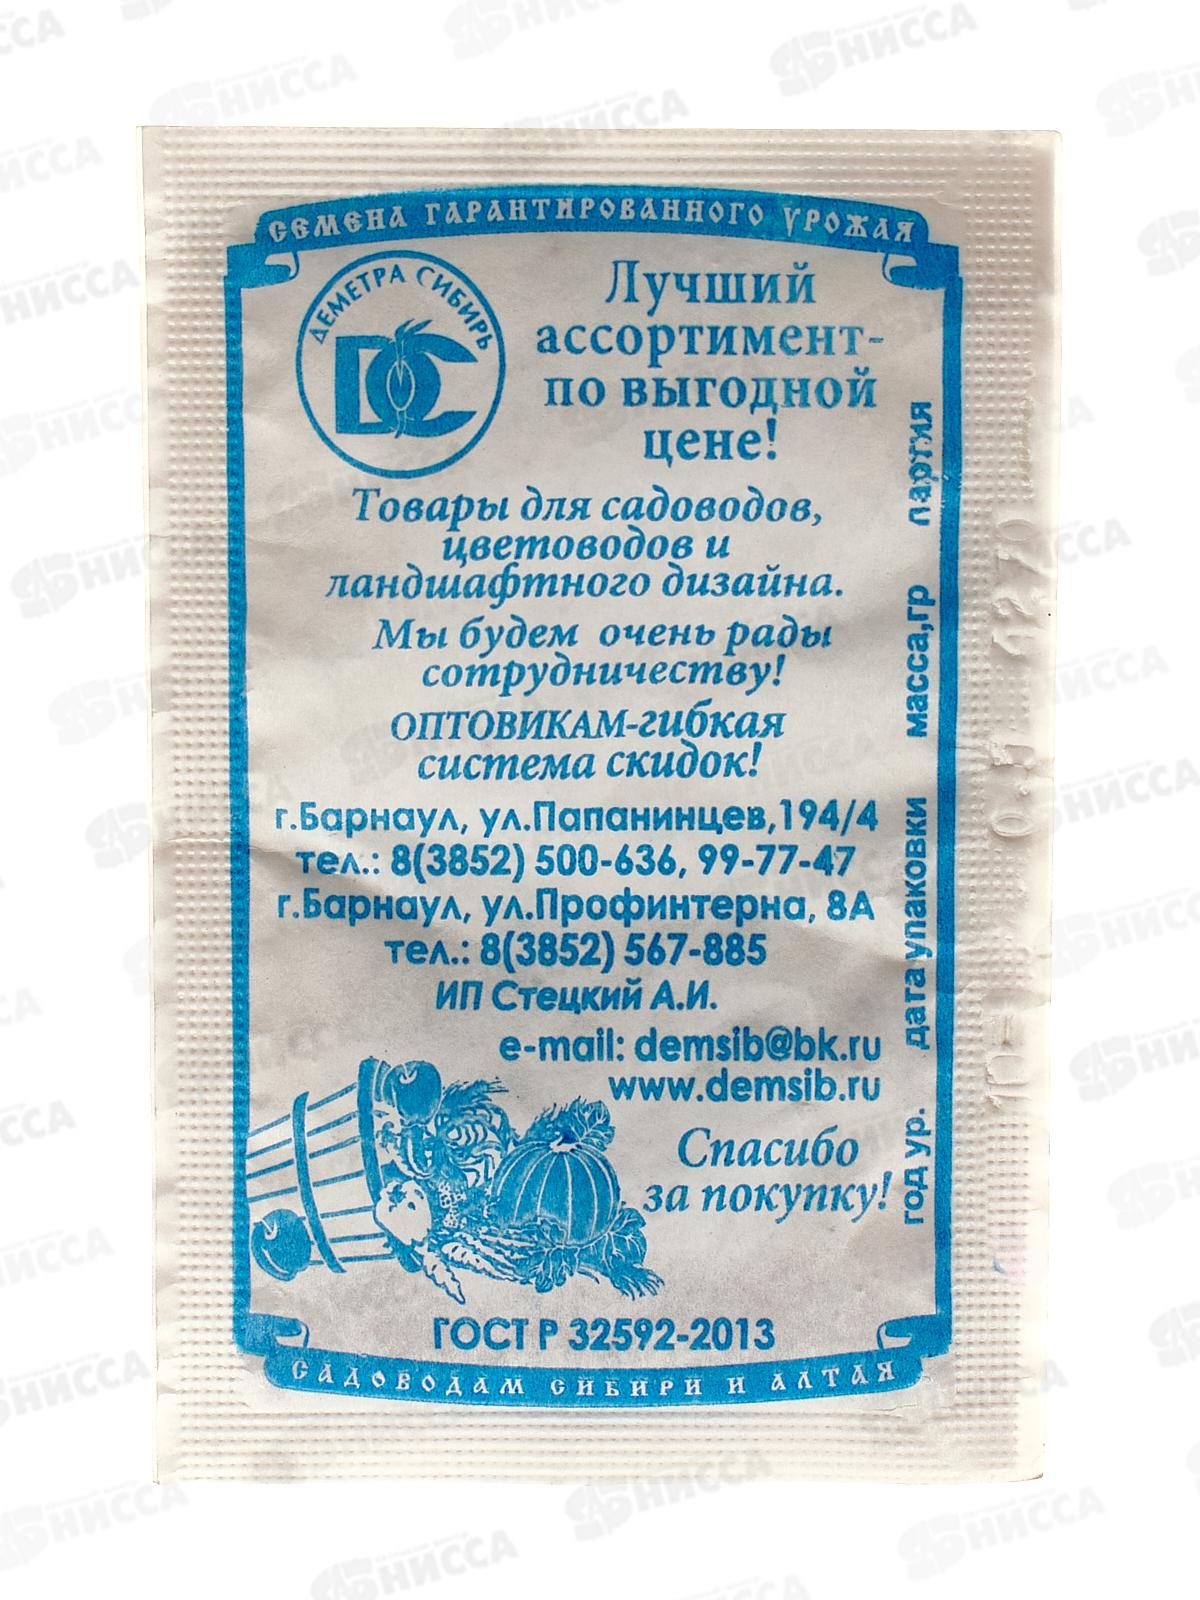 СЕМЕНА ГАРАНТИРОВАННОГО УРОЖАЯ
ДЕМЕТРА СИБИРЬ
DC
Лучший
ассортимент-
по выгодной
цене!
Товары для садоводов,
цветоводов и
ландшафтного дизайна.
Мы будем очень рады
сотрудничеству!
ОПТОВИКАМ-гибкая
система скидок!
г.Барнаул, ул.Папанинцев,194/4
тел.: 8(3852) 500-636, 99-77-47
г.Барнаул, ул.Профинтерна, 8А
тел.: 8(3852) 567-885
ИП Стецкий А.И.
e-mail: demsib@bk.ru
www.demsib.ru
Спасибо
за покупку!
ГОСТ Р 32592-2013
САДОВОДАМ СИБИРИ И АЛТАЯ
год ур. дата упаковки масса,гр партия
НИССА